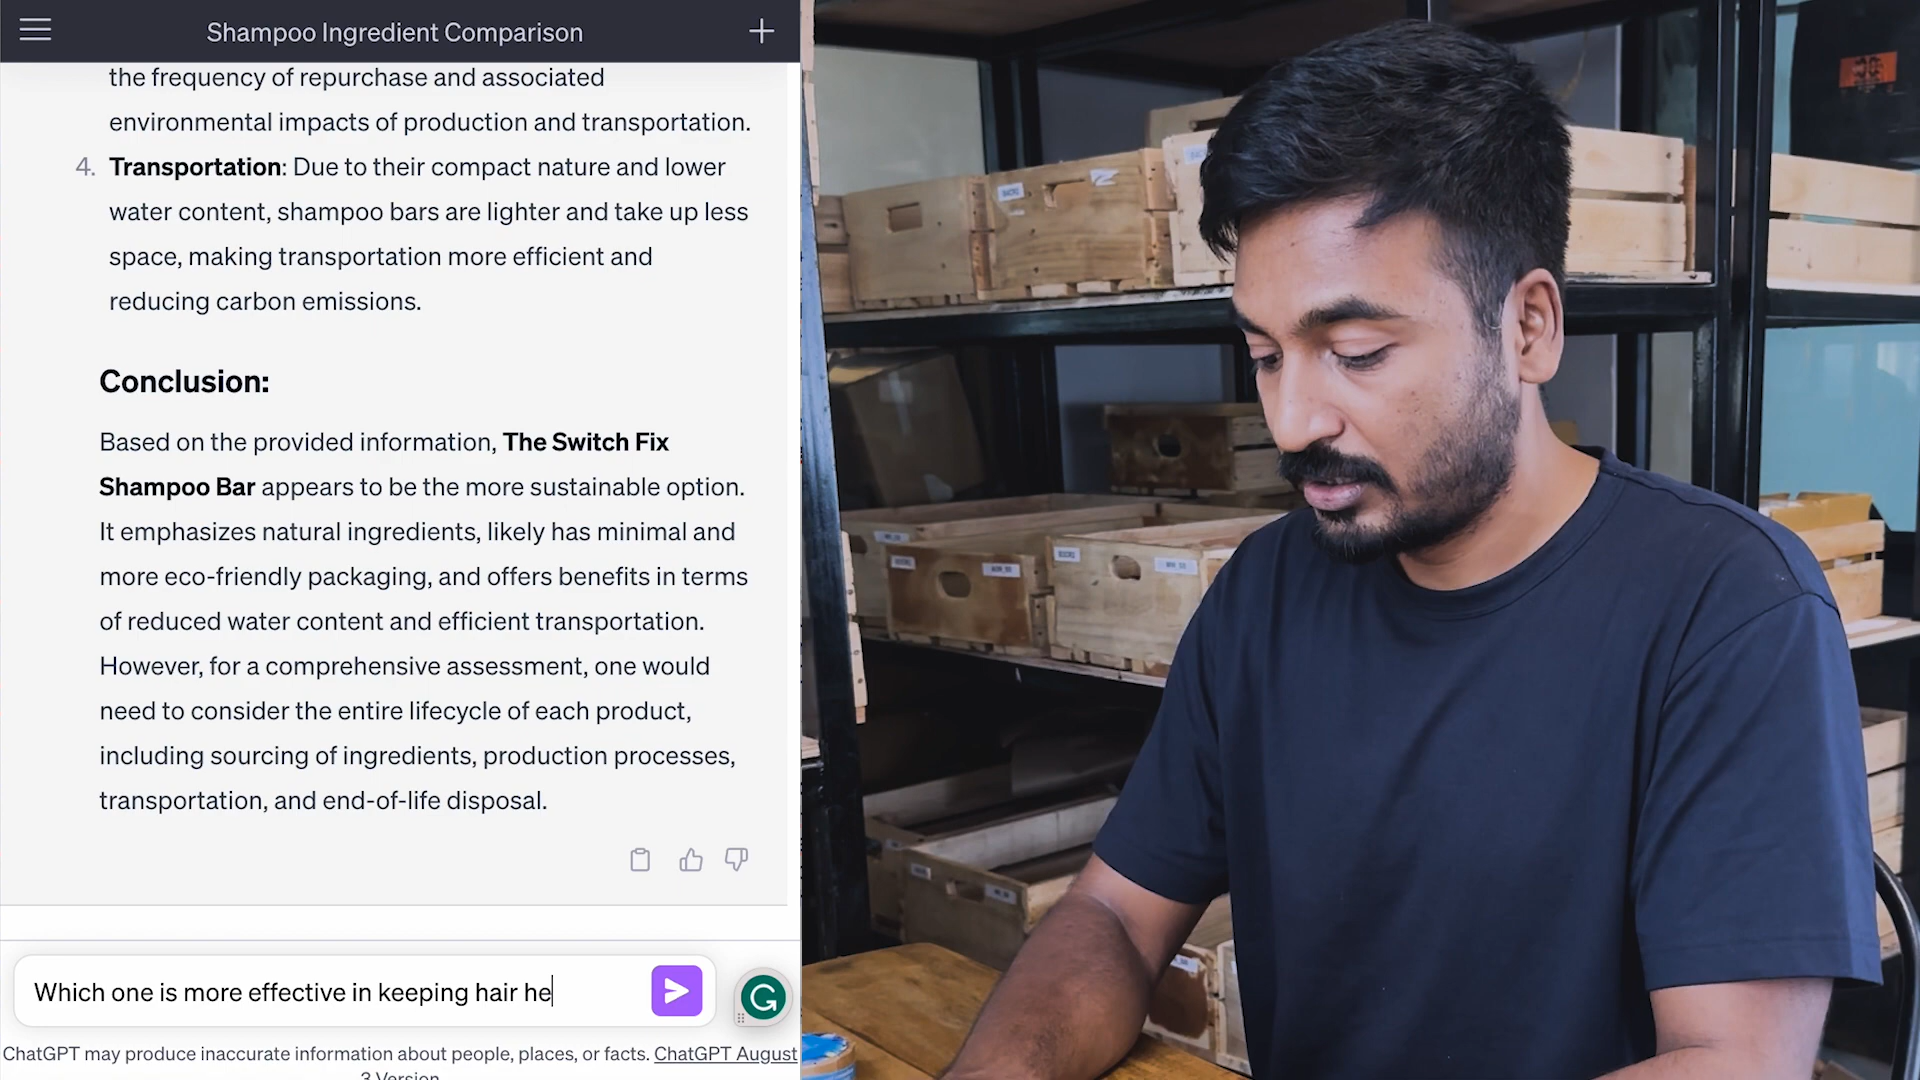 Shampoo Ingredient Comparison
the frequency of repurchase and associated
environmental impacts of production and transportation.
4. Transportation: Due to their compact nature and lower
water content, shampoo bars are lighter and take up less
space, making transportation more efficient and
reducing carbon emissions.
Conclusion:
Based on the provided information, The Switch Fix
Shampoo Bar appears to be the more sustainable option.
It emphasizes natural ingredients, likely has minimal and
more eco-friendly packaging, and offers benefits in terms
of reduced water content and efficient transportation.
However, for a comprehensive assessment, one would
need to consider the entire lifecycle of each product,
including sourcing of ingredients, production processes,
transportation, and end-of-life disposal.
Which one is more effective in keeping hair he
ChatGPT may produce inaccurate information about people, places, or facts. ChatGPT August
3 Version